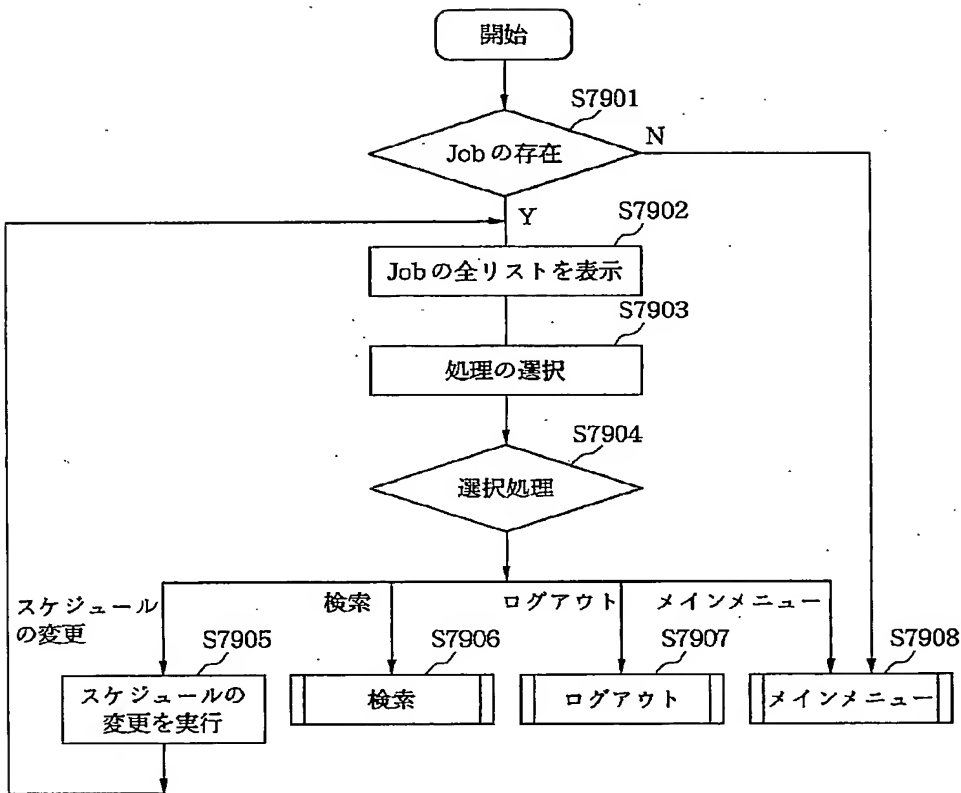 開始
S7901
Jobの存在
N
Y
S7902
Jobの全リストを表示
S7903
処理の選択
S7904
選択処理
スケジュール
の変更
検索
ログアウト
メインメニュー
S7905
スケジュールの
変更を実行
S7906
検索
S7907
ログアウト
S7908
メインメニュー